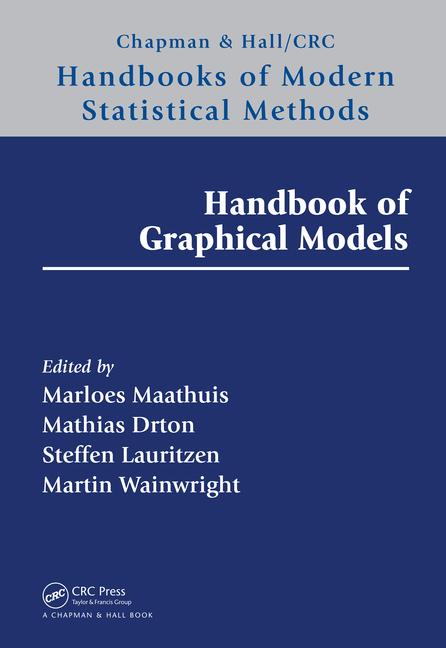 Chapman & Hall/CRC
Handbooks of Modern
Statistical Methods
Handbook of
Graphical Models
Edited by
Marloes Maathuis
Mathias Drton
Steffen Lauritzen
Martin Wainwright
CRC CRC Press
Taylor & Francis Group
A CHAPMAN & HALL BOOK